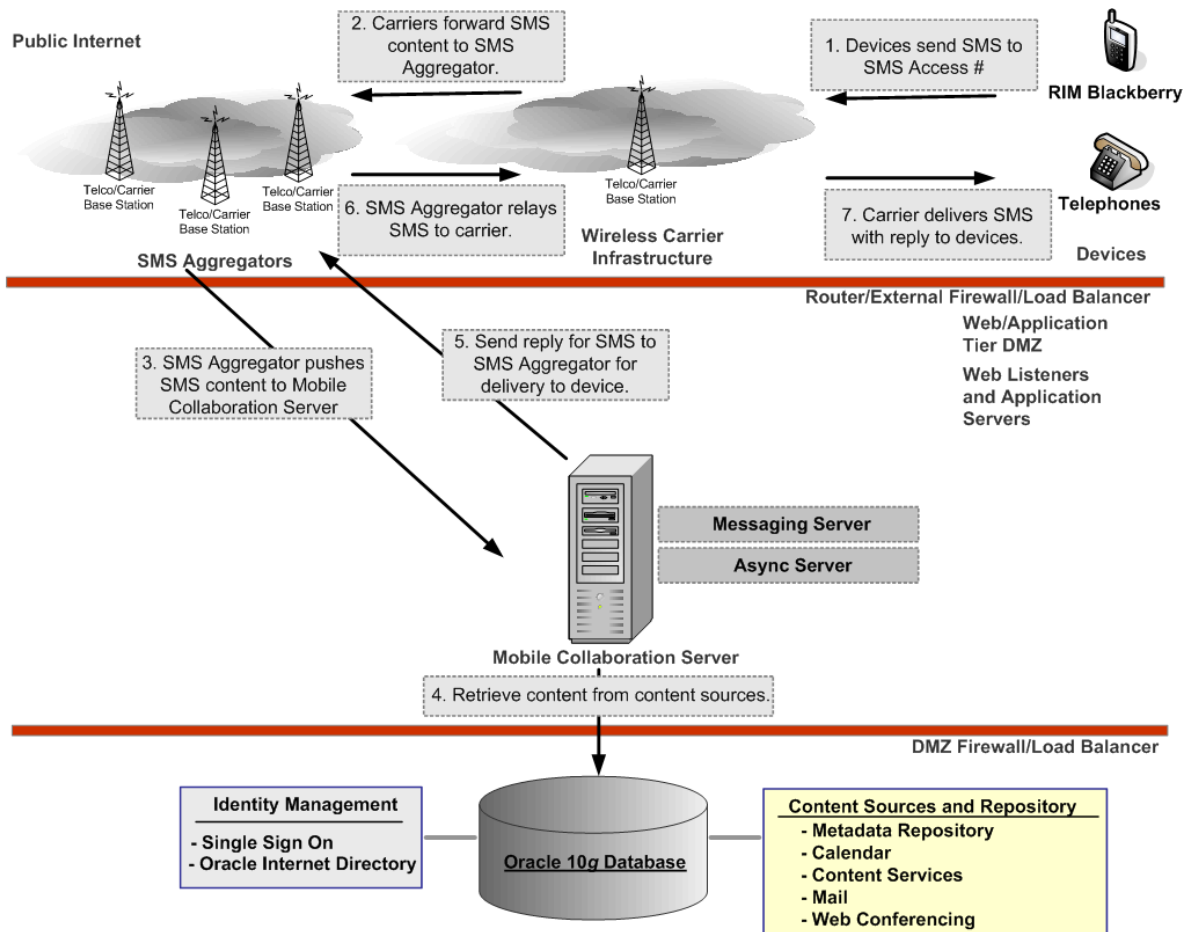 Public Internet
2. Carriers forward SMS
content to SMS
Aggregator.
1. Devices send SMS to
SMS Access #
RIM Blackberry
Telco/Carrier
Base Station
Telco/Carrier
Base Station
Telco/Carrier
Base Station
Telco/Carrier
Base Station
6. SMS Aggregator relays
SMS to carrier.
Wireless Carrier
Infrastructure
7. Carrier delivers SMS
with reply to devices.
Telephones
Devices
SMS Aggregators
Router/External Firewall/Load Balancer
Web/Application
Tier DMZ
Web Listeners
and Application
Servers
3. SMS Aggregator pushes
SMS content to Mobile
Collaboration Server
5. Send reply for SMS to
SMS Aggregator for
delivery to device.
Messaging Server
Async Server
Mobile Collaboration Server
4. Retrieve content from content sources.
DMZ Firewall/Load Balancer
Identity Management
- Single Sign On
- Oracle Internet Directory
Oracle 10g Database
Content Sources and Repository
- Metadata Repository
- Calendar
- Content Services
- Mail
- Web Conferencing